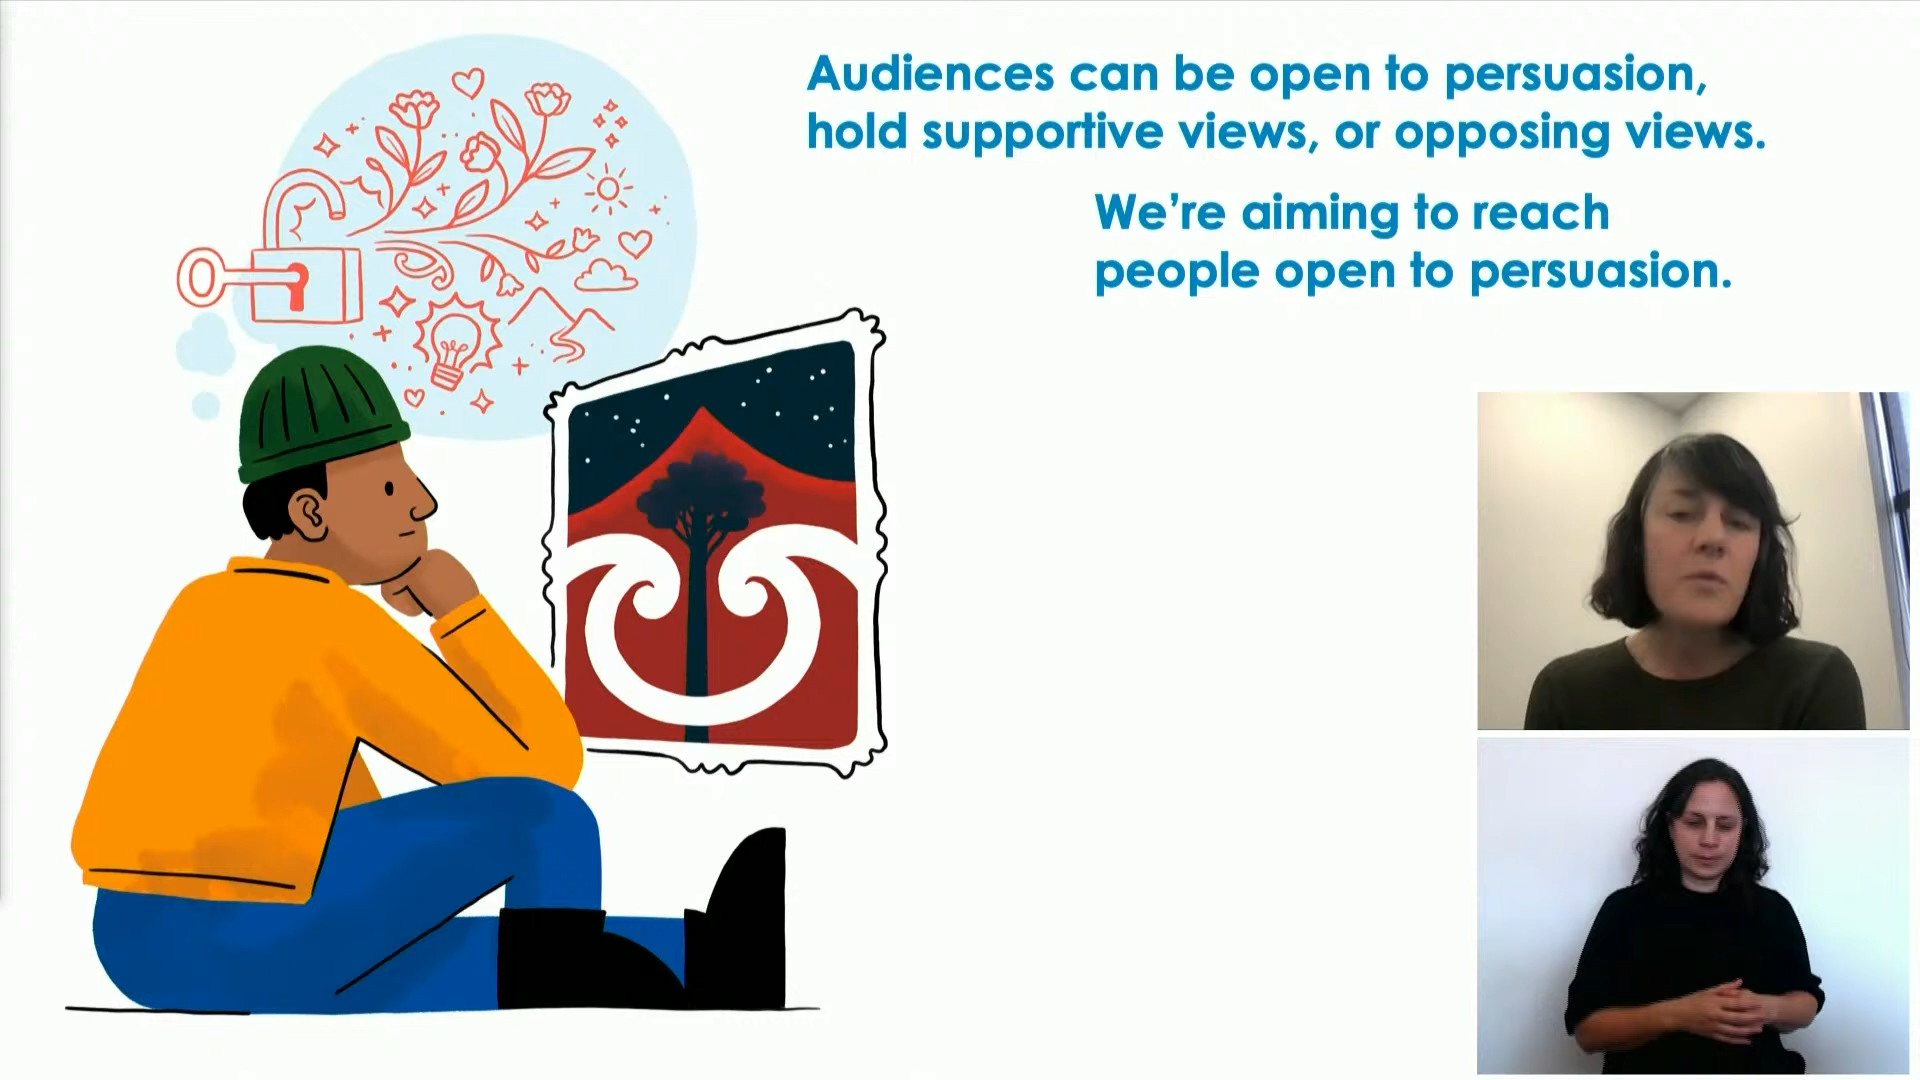 Audiences can be open to persuasion,
hold supportive views, or opposing views.
We’re aiming to reach
people open to persuasion.